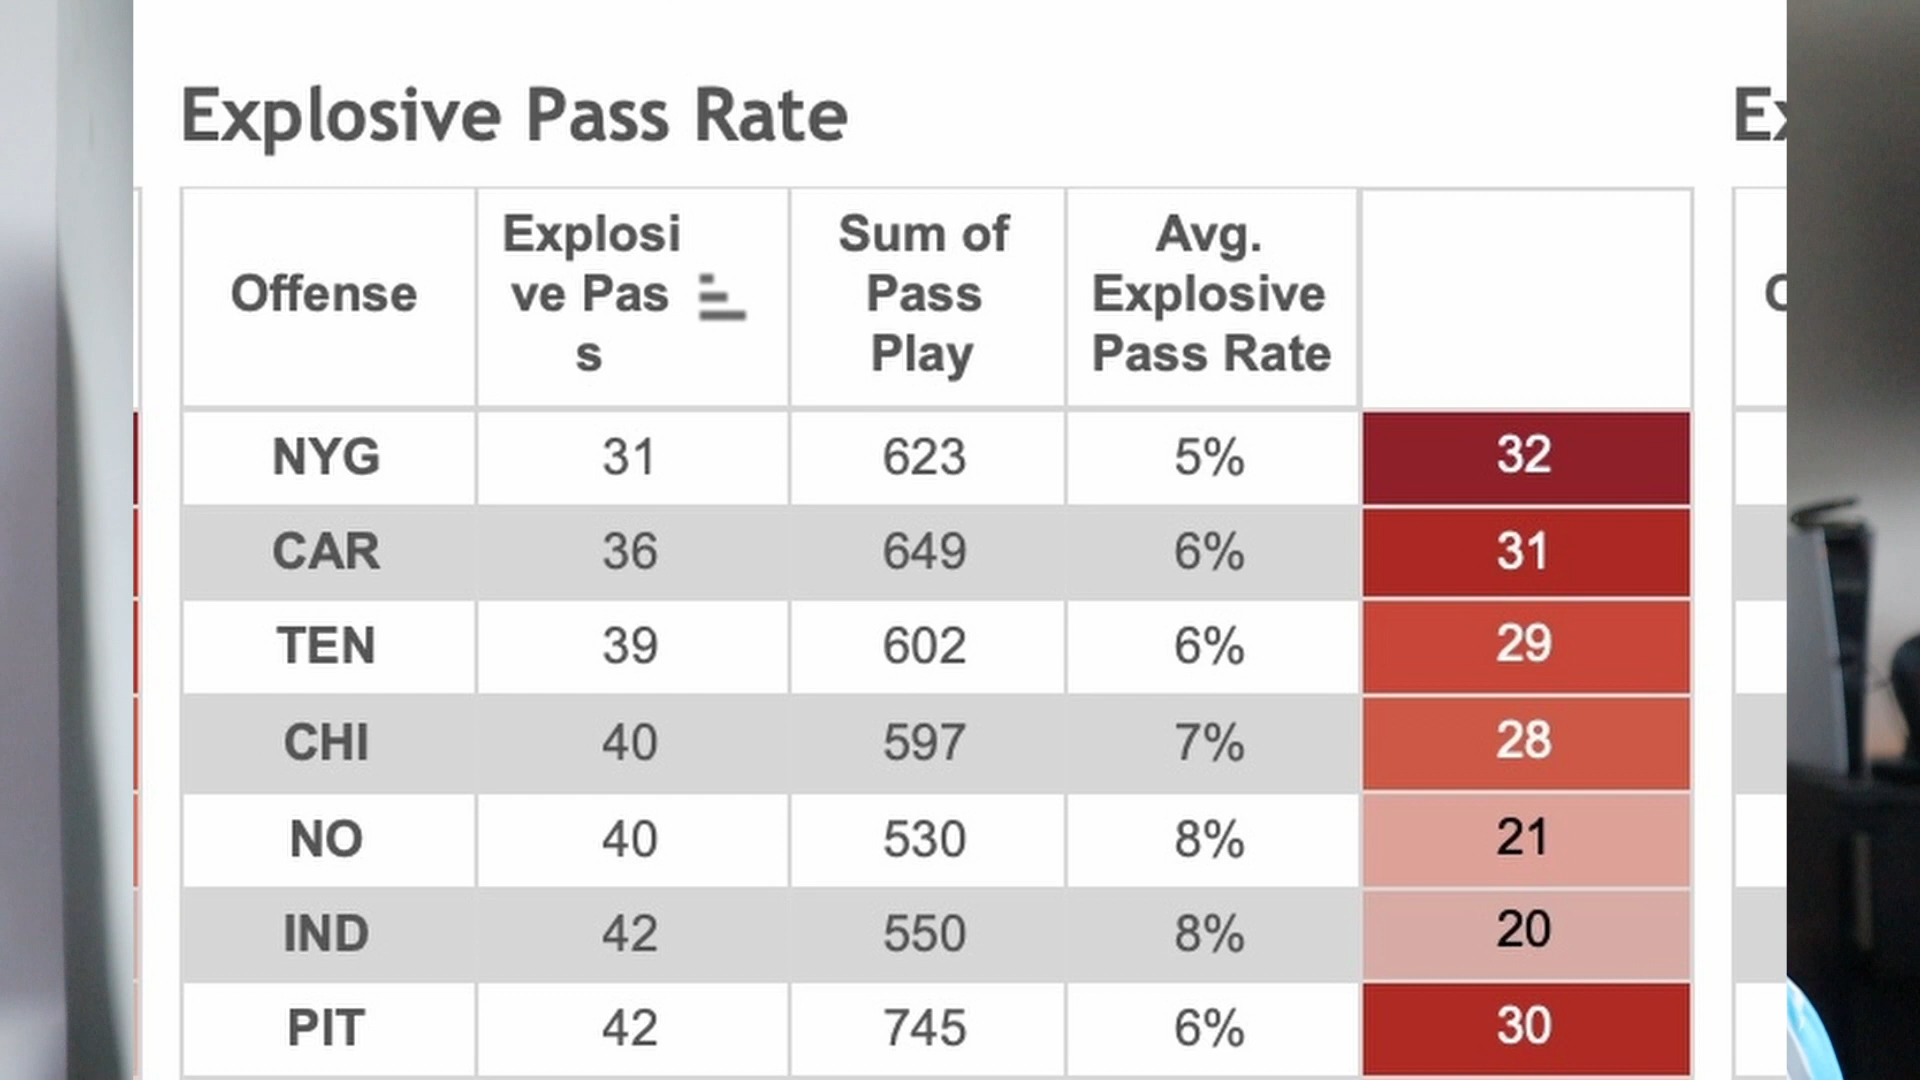 Explosive Pass Rate
Ex
Offense
Explosi
ve Pas
s
Sum of
Pass
Play
Avg.
Explosive
Pass Rate
NYG 31 623 5% 32
CAR 36 649 6% 31
TEN 39 602 6% 29
CHI 40 597 7% 28
NO 40 530 8% 21
IND 42 550 8% 20
PIT 42 745 6% 30